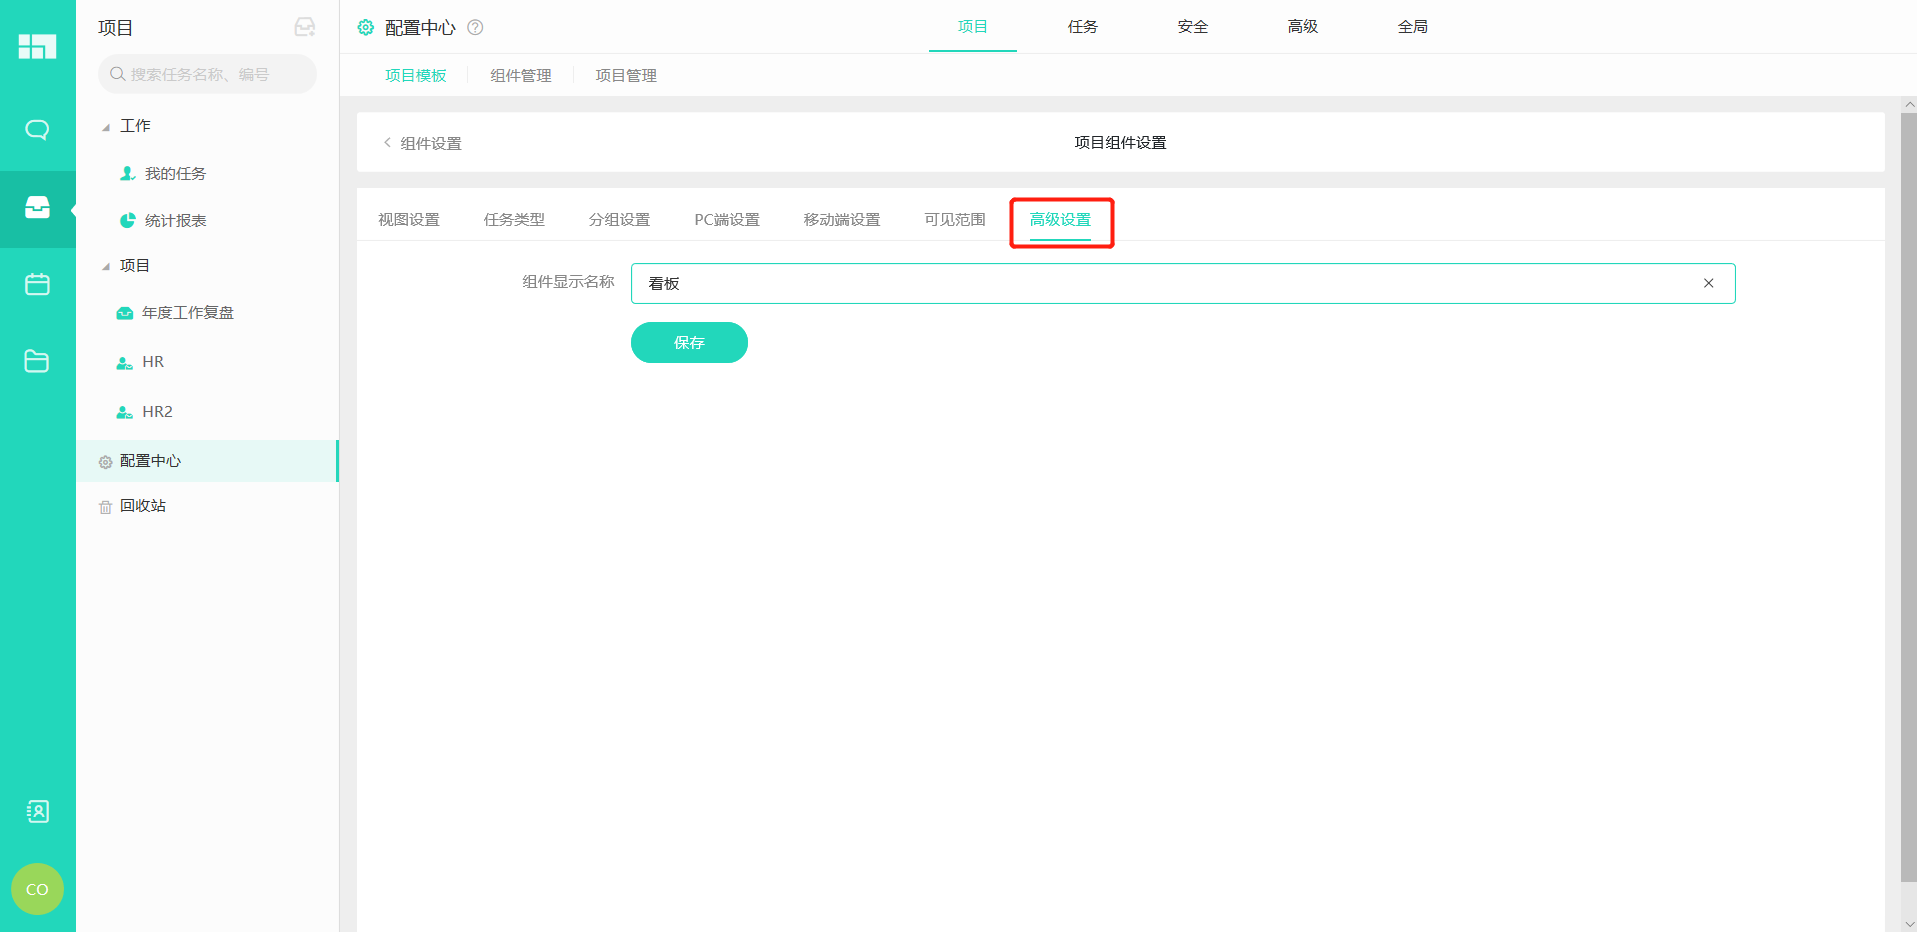 项目
搜索任务名称、编号
工作
我的任务
统计报表
项目
年度工作复盘
HR
HR2
配置中心
回收站
CO
配置中心
项目 任务 安全 高级 全局
项目模板 组件管理 项目管理
组件设置
项目组件设置
视图设置 任务类型 分组设置 PC端设置 移动端设置 可见范围 高级设置
组件显示名称 看板
保存